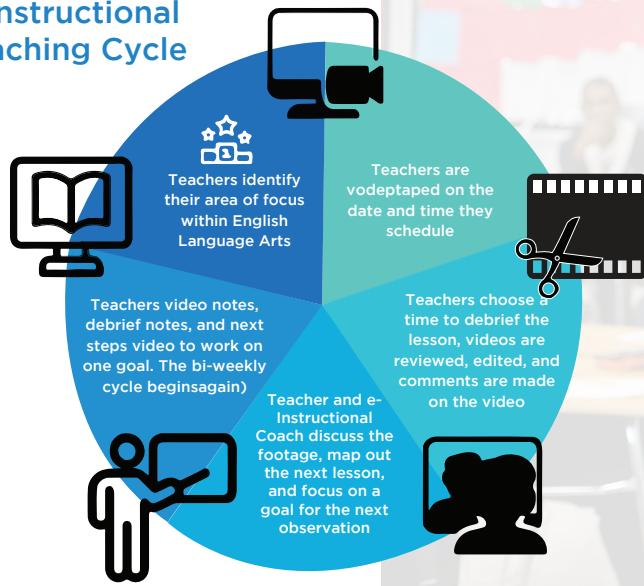 nstructional
aching Cycle
1
Teachers identify
their area of focus
within English
Language Arts
Teachers are
vodeptaped on the
date and time they
schedule
Teachers choose a
time to debrief the
lesson, videos are
reviewed, edited, and
comments are made
on the video
Teacher and e-
Instructional
Coach discuss the
footage, map out
the next lesson,
and focus on a
goal for the next
observation
Teachers video notes,
debrief notes, and next
steps video to work on
one goal. The bi-weekly
cycle beginsagain)